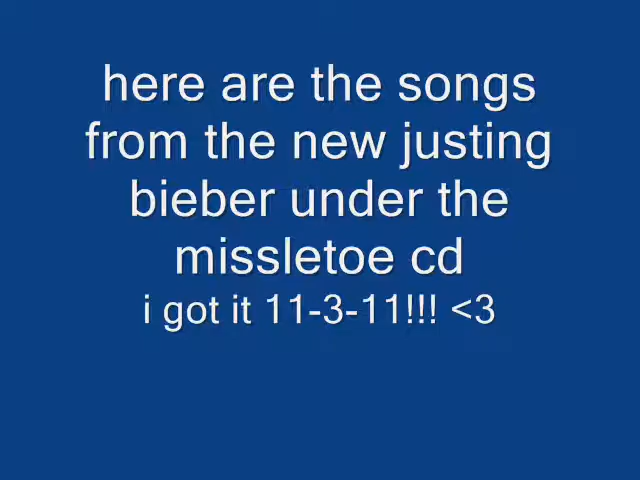 here are the songs
from the new justing
bieber under the
missletoe cd
i got it 11-3-11!!! <3